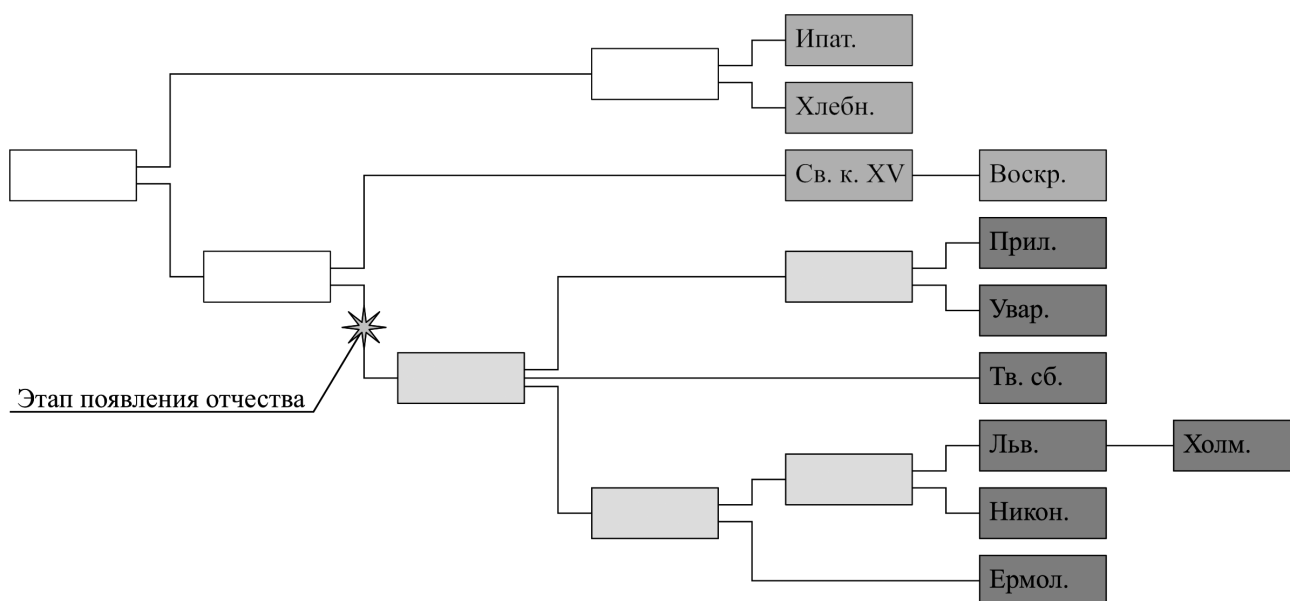 Ипат.
Хлебн.
Св. к. XV
Воскр.
Прил.
Увар.
Тв. сб.
Этап появления отчества
Льв.
Холм.
Никон.
Ермол.